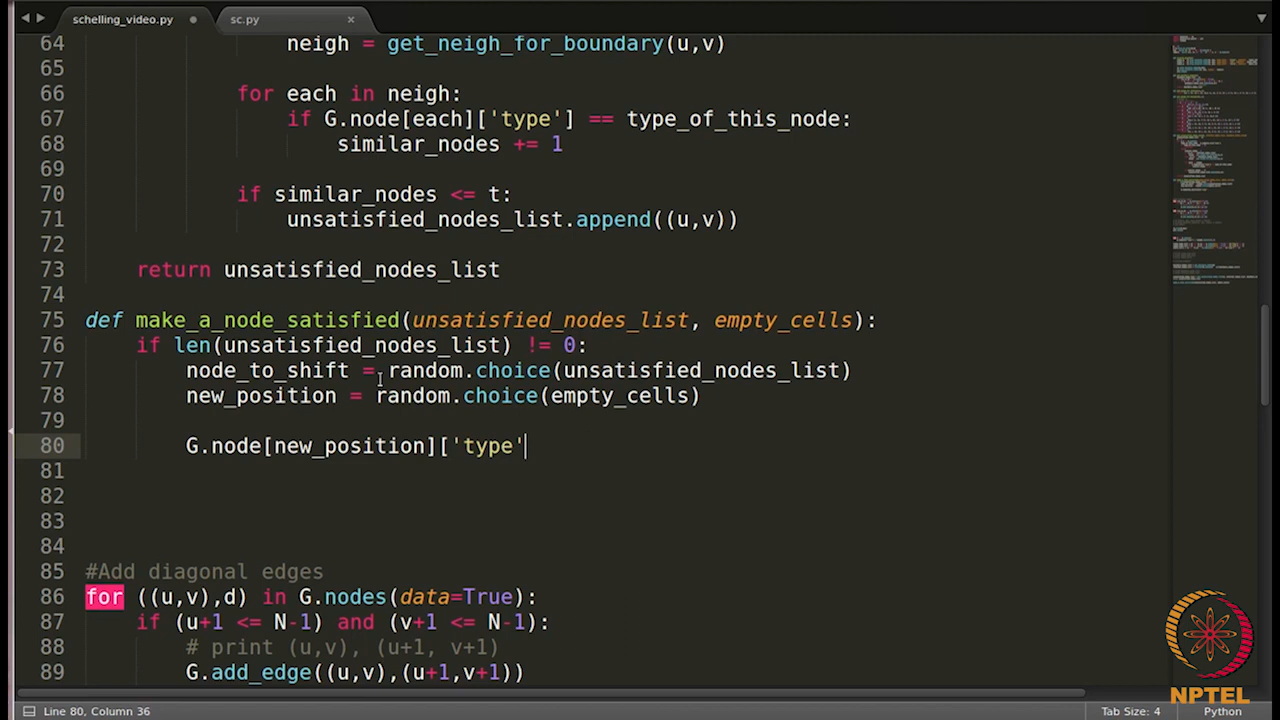 schelling_video.py
sc.py
64 neigh = get_neigh_for_boundary(u,v)
65
66 for each in neigh:
67 if G.node[each]['type'] == type_of_this_node:
68 similar_nodes += 1
69
70 if similar_nodes <= t:
71 unsatisfied_nodes_list.append((u,v))
72
73 return unsatisfied_nodes_list
74
75 def make_a_node_satisfied(unsatisfied_nodes_list, empty_cells):
76 if len(unsatisfied_nodes_list) != 0:
77 node_to_shift = random.choice(unsatisfied_nodes_list)
78 new_position = random.choice(empty_cells)
79
80 G.node[new_position]['type'
81
82
83
84
85 #Add diagonal edges
86 for ((u,v),d) in G.nodes(data=True):
87 if (u+1 <= N-1) and (v+1 <= N-1):
88 # print (u,v), (u+1, v+1)
89 G.add_edge((u,v),(u+1,v+1))
NPTEL
Line 80, Column 36
Tab Size: 4
Python